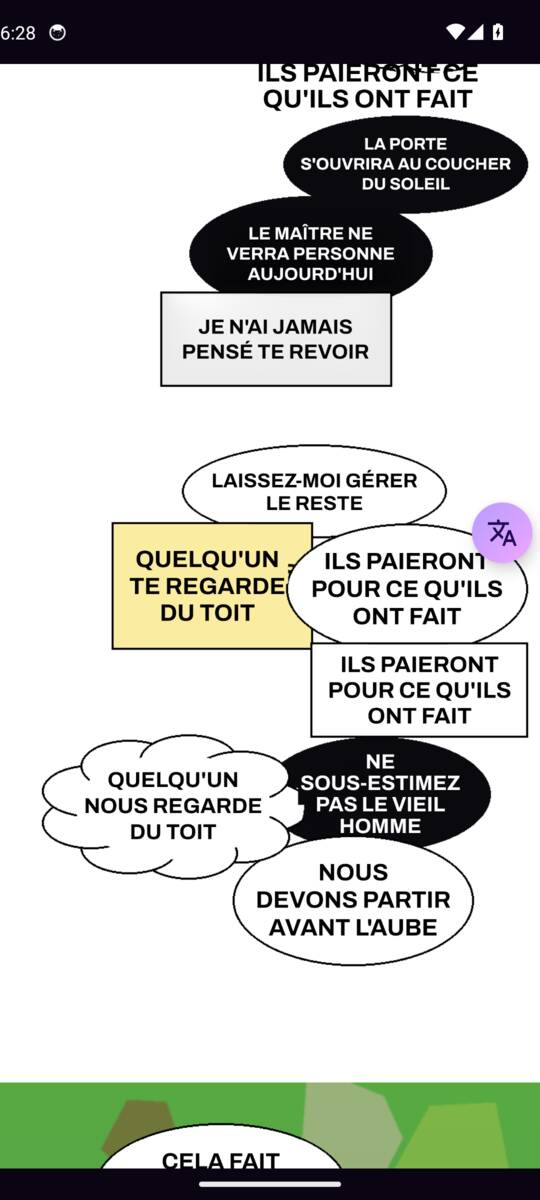 6:28
ILS PAIERONT CE
QU'ILS ONT FAIT
LA PORTE
S'OUVRIRA AU COUCHER
DU SOLEIL
LE MAÎTRE NE
VERRA PERSONNE
AUJOURD'HUI
JE N'AI JAMAIS
PENSÉ TE REVOIR
LAISSEZ-MOI GÉRER
LE RESTE
QUELQU'UN
TE REGARDE
DU TOIT
ILS PAIERONT
POUR CE QU'ILS
ONT FAIT
ILS PAIERONT
POUR CE QU'ILS
ONT FAIT
NE
SOUS-ESTIMEZ
PAS LE VIEIL
HOMME
QUELQU'UN
NOUS REGARDE
DU TOIT
NOUS
DEVONS PARTIR
AVANT L'AUBE
CELA FAIT